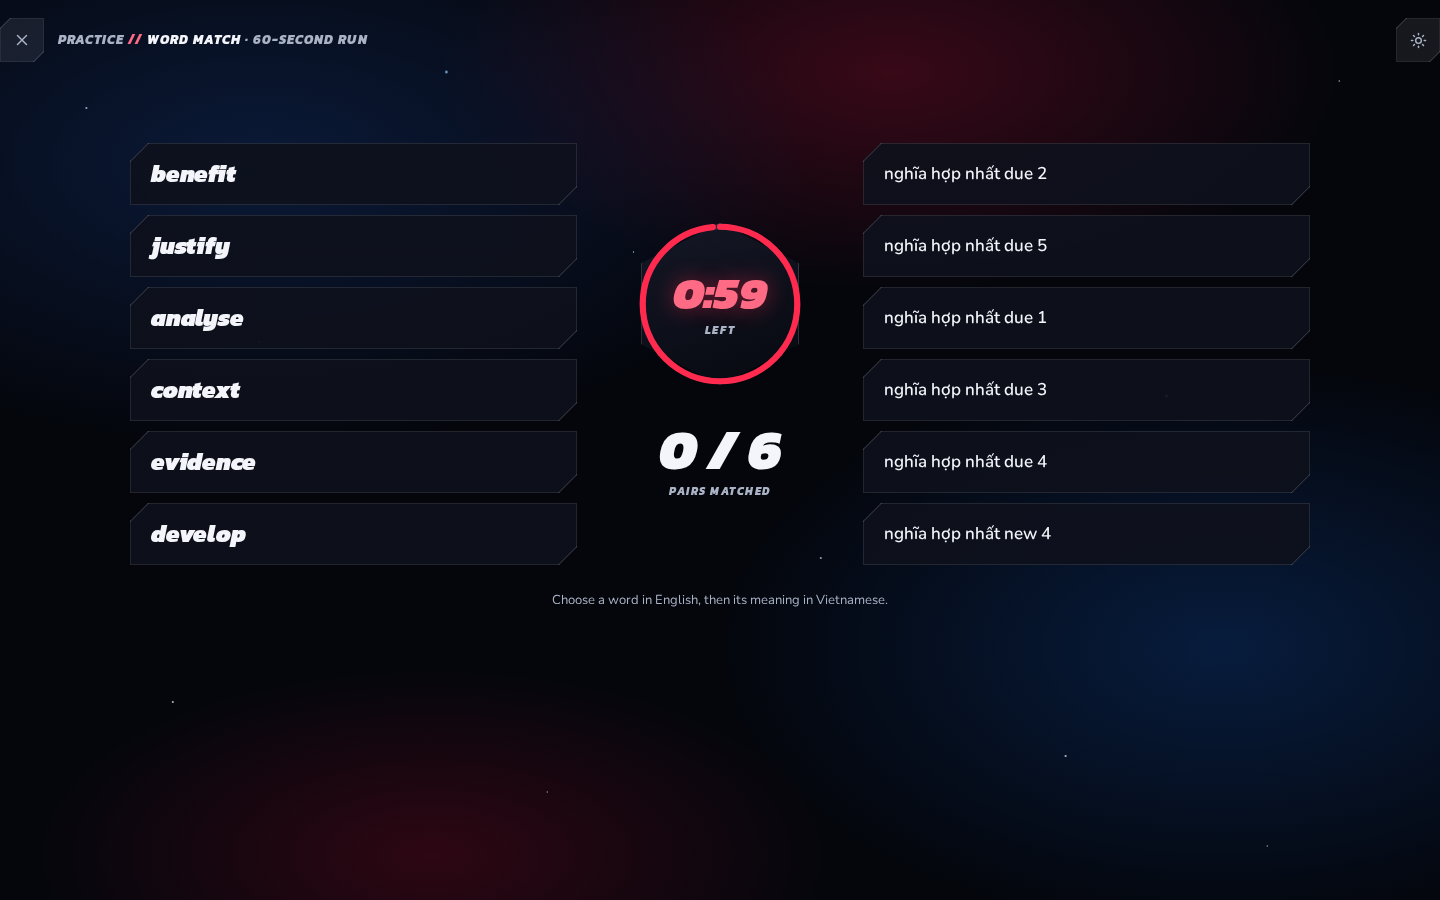 PRACTICE // WORD MATCH · 60-SECOND RUN
benefit
justify
analyse
context
evidence
develop
0:59
LEFT
0 / 6
PAIRS MATCHED
nghĩa hợp nhất due 2
nghĩa hợp nhất due 5
nghĩa hợp nhất due 1
nghĩa hợp nhất due 3
nghĩa hợp nhất due 4
nghĩa hợp nhất new 4
Choose a word in English, then its meaning in Vietnamese.